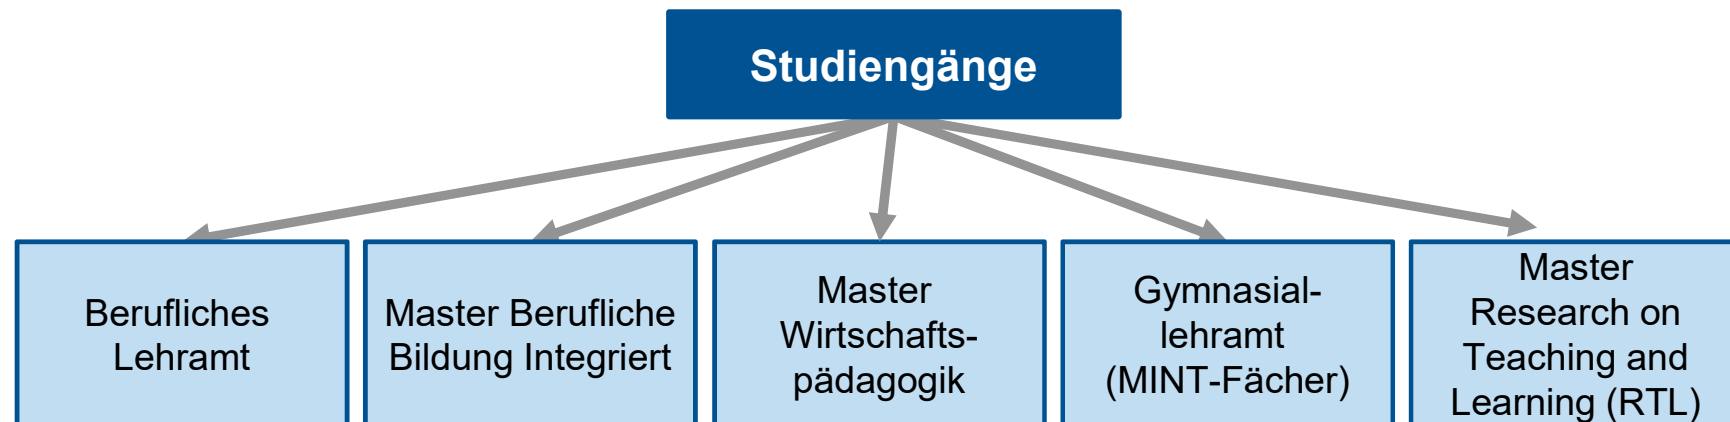 Studiengänge
Berufliches
Lehramt
Master Berufliche
Bildung Integriert
Master
Wirtschafts-
pädagogik
Gymnasial-
lehramt
(MINT-Fächer)
Master
Research on
Teaching and
Learning (RTL)